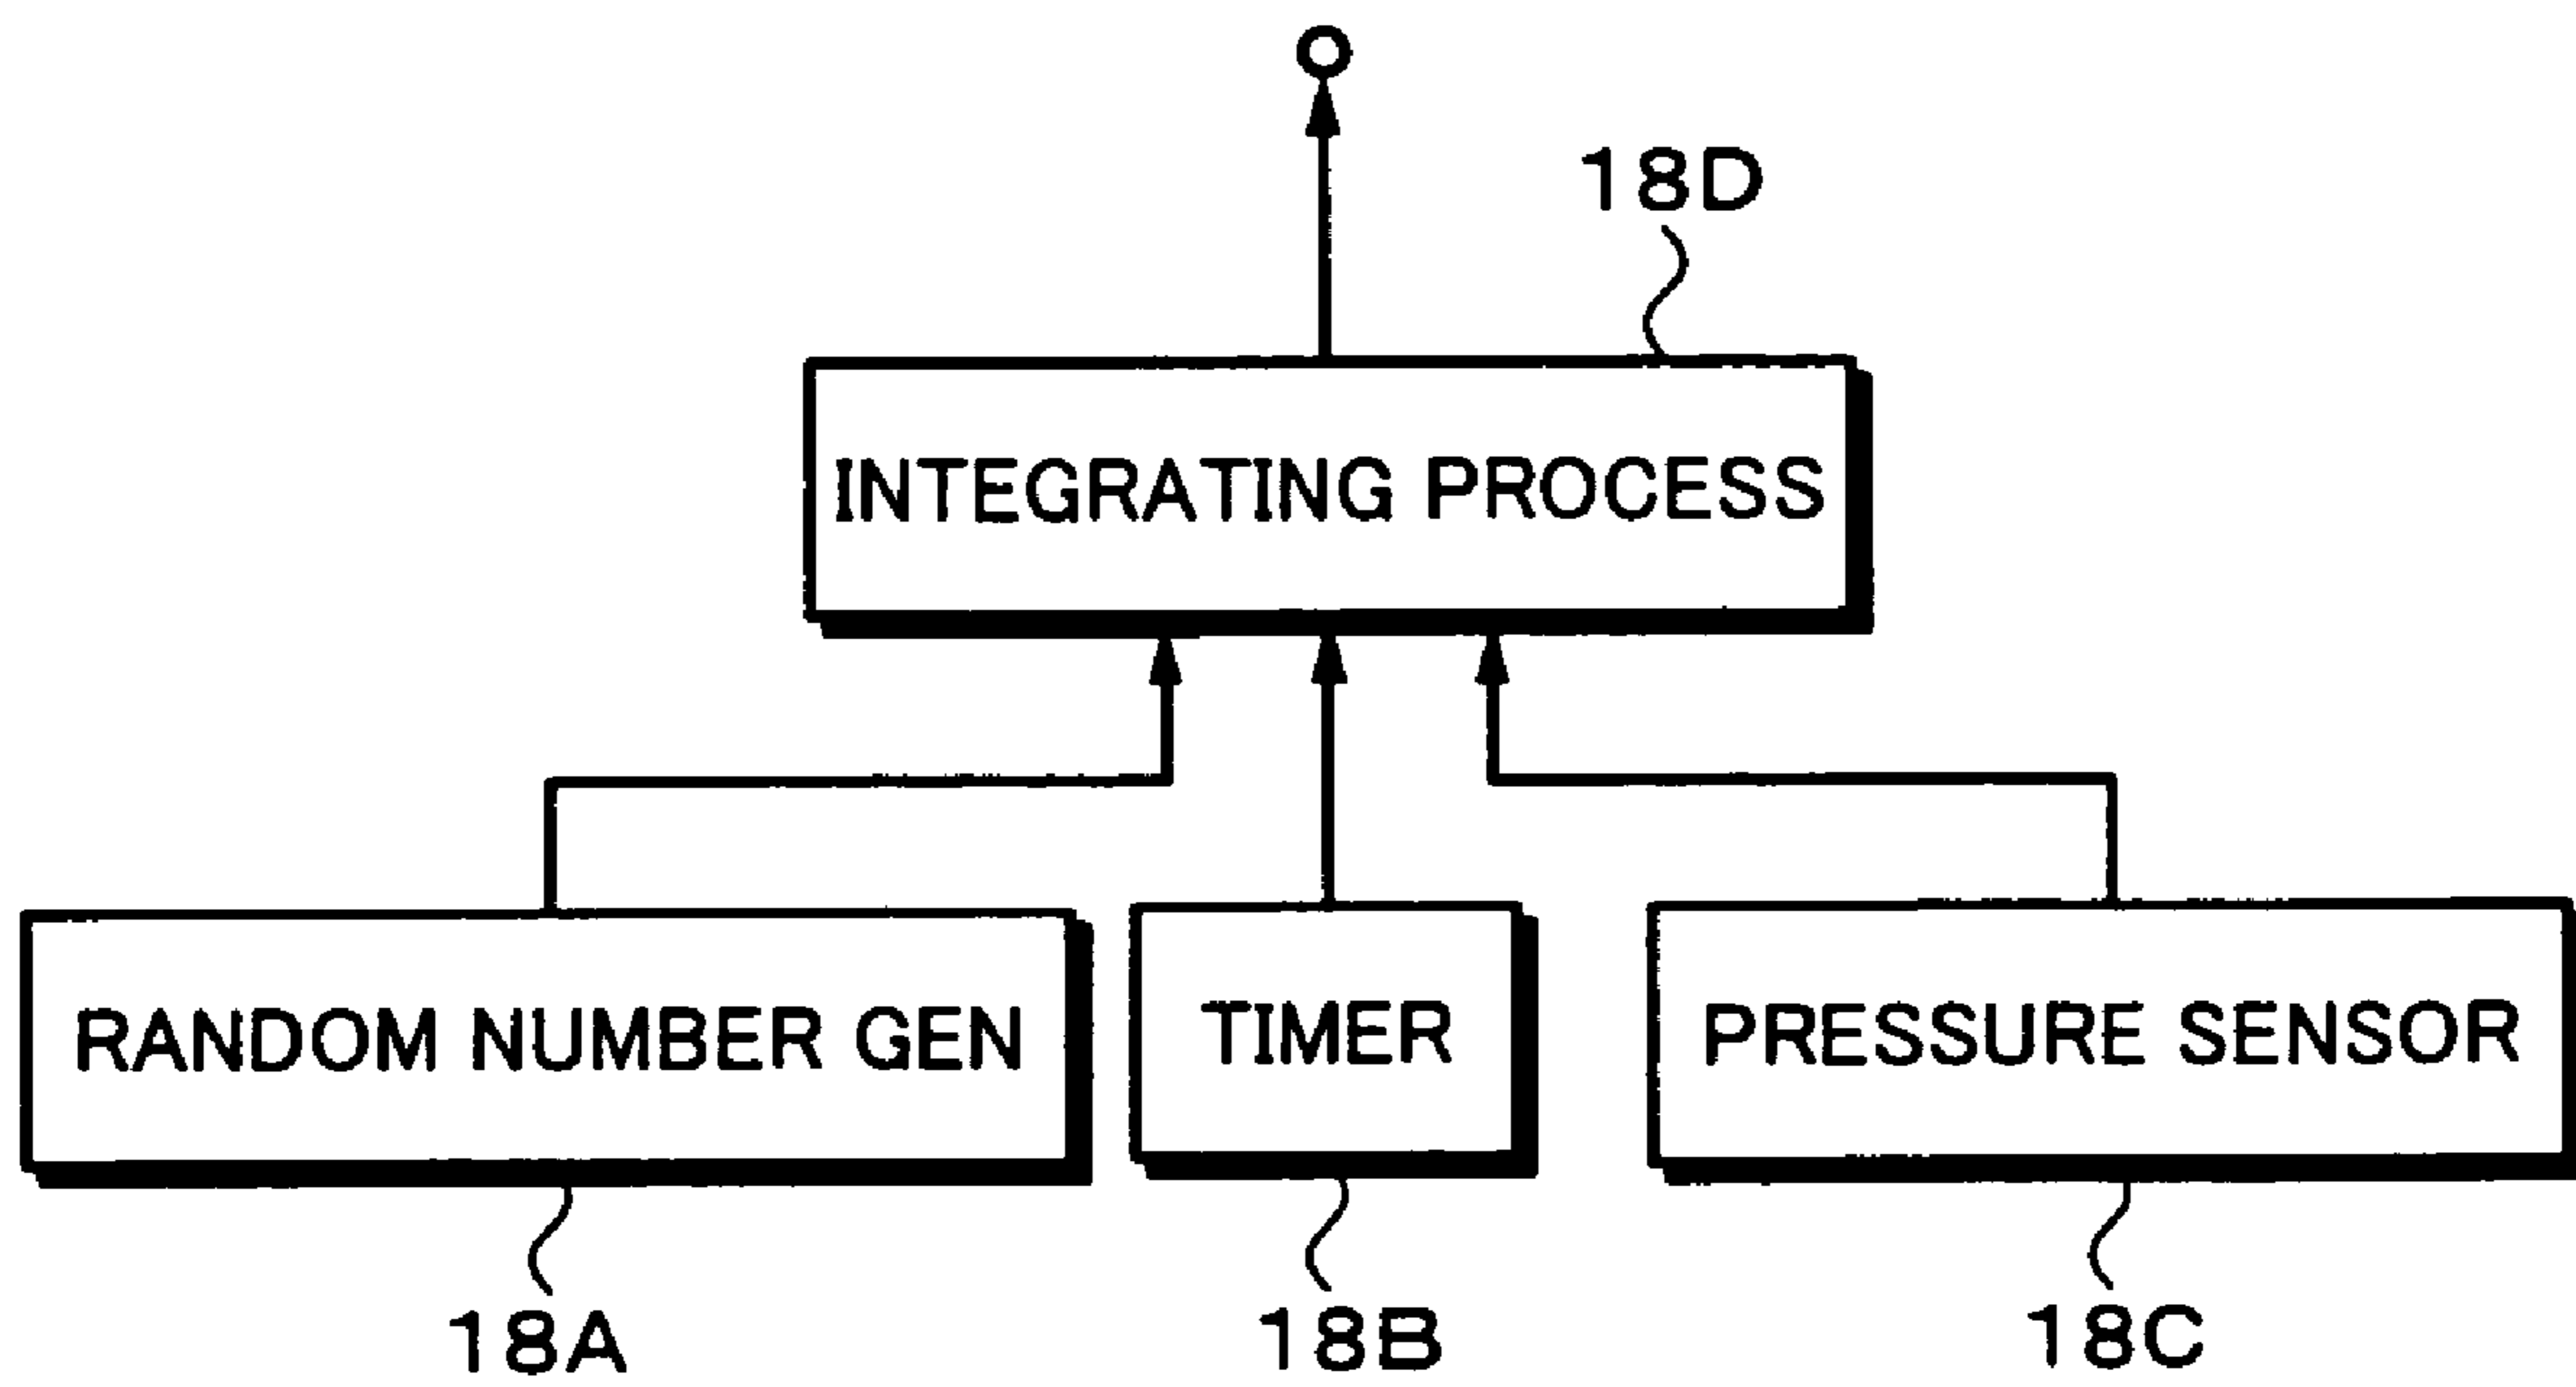 18D
INTEGRATING PROCESS
RANDOM NUMBER GEN
TIMER
PRESSURE SENSOR
18A
18B
18C